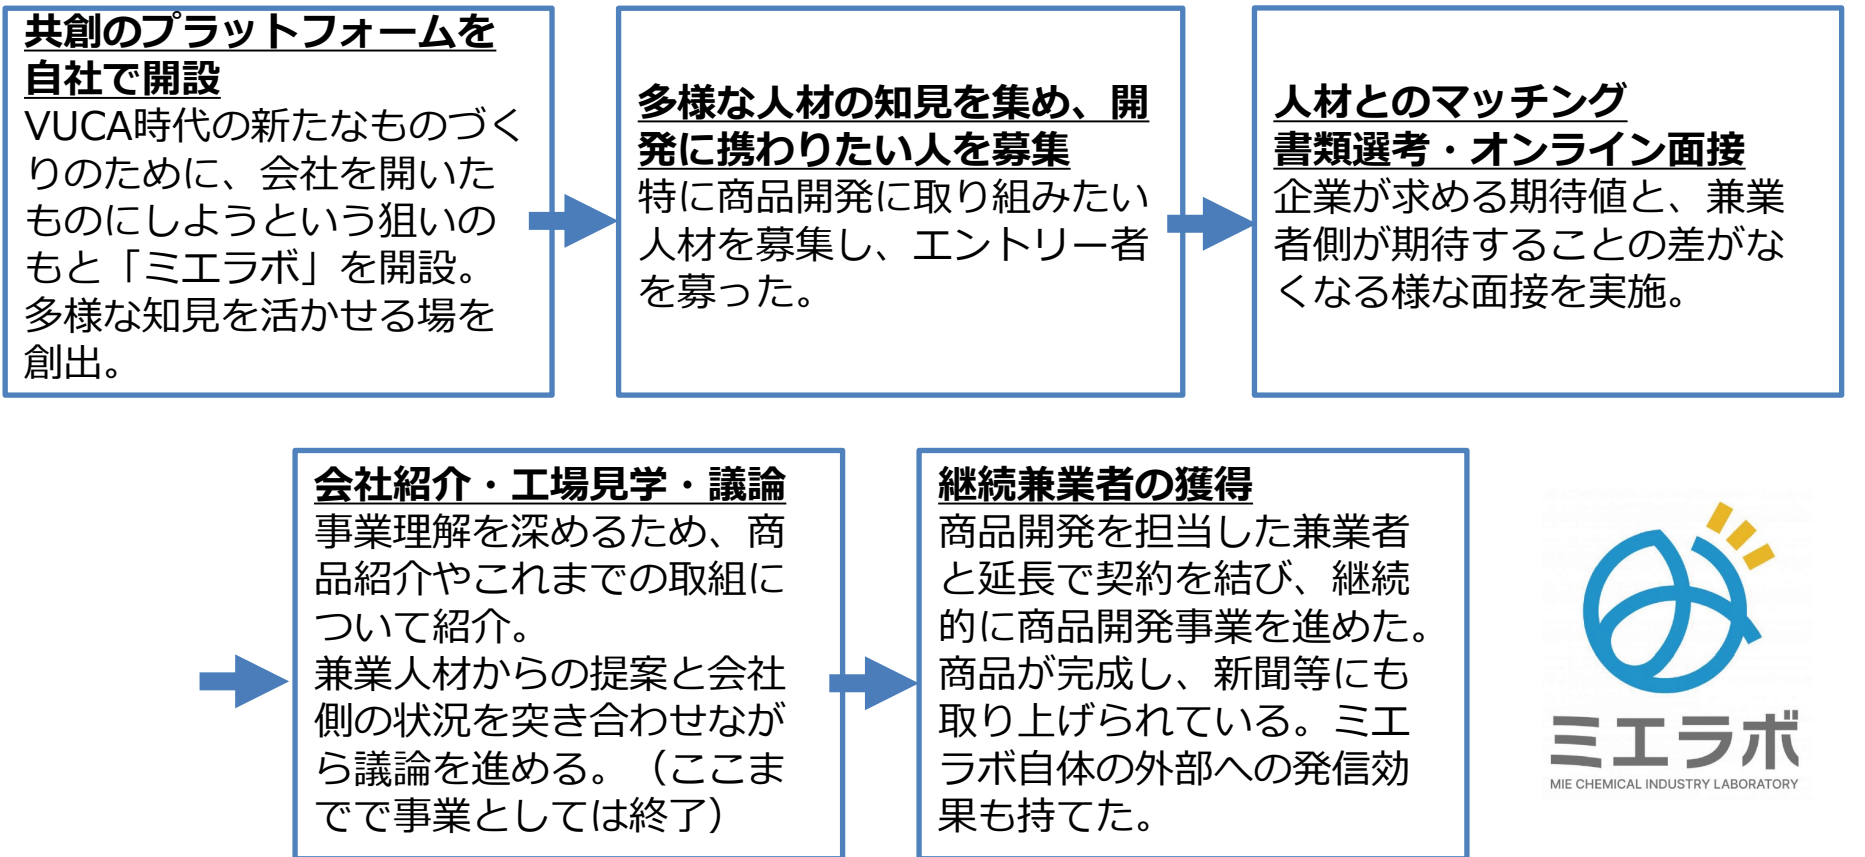 共創のプラットフォームを
自社で開設
VUCA時代の新たなものづく
りのために、会社を開いた
ものにしようという狙いの
もと「ミエラボ」を開設。
多様な知見を活かせる場を
創出。
多様な人材の知見を集め、開
発に携わりたい人を募集
特に商品開発に取り組みたい
人材を募集し、エントリー者
を募った。
人材とのマッチング
書類選考・オンライン面接
企業が求める期待値と、兼業
者側が期待することの差がな
くなる様な面接を実施。
会社紹介・工場見学・議論
事業理解を深めるため、商
品紹介やこれまでの取組に
ついて紹介。
兼業人材からの提案と会社
側の状況を突き合わせなが
ら議論を進める。（ここま
でで事業としては終了）
継続兼業者の獲得
商品開発を担当した兼業者
と延長で契約を結び、継続
的に商品開発事業を進めた。
商品が完成し、新聞等にも
取り上げられている。ミエ
ラボ自体の外部への発信効
果も持てた。
ミエラボ
MIE CHEMICAL INDUSTRY LABORATORY